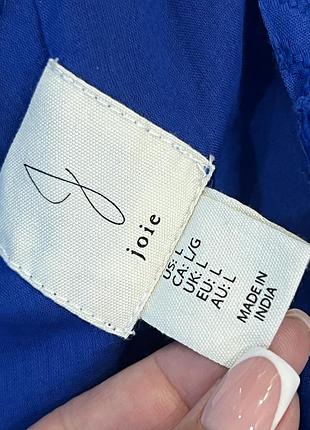 joie
US: L
CA: L/G
UK: L
EU: L
AU: L
MADE IN
INDIA